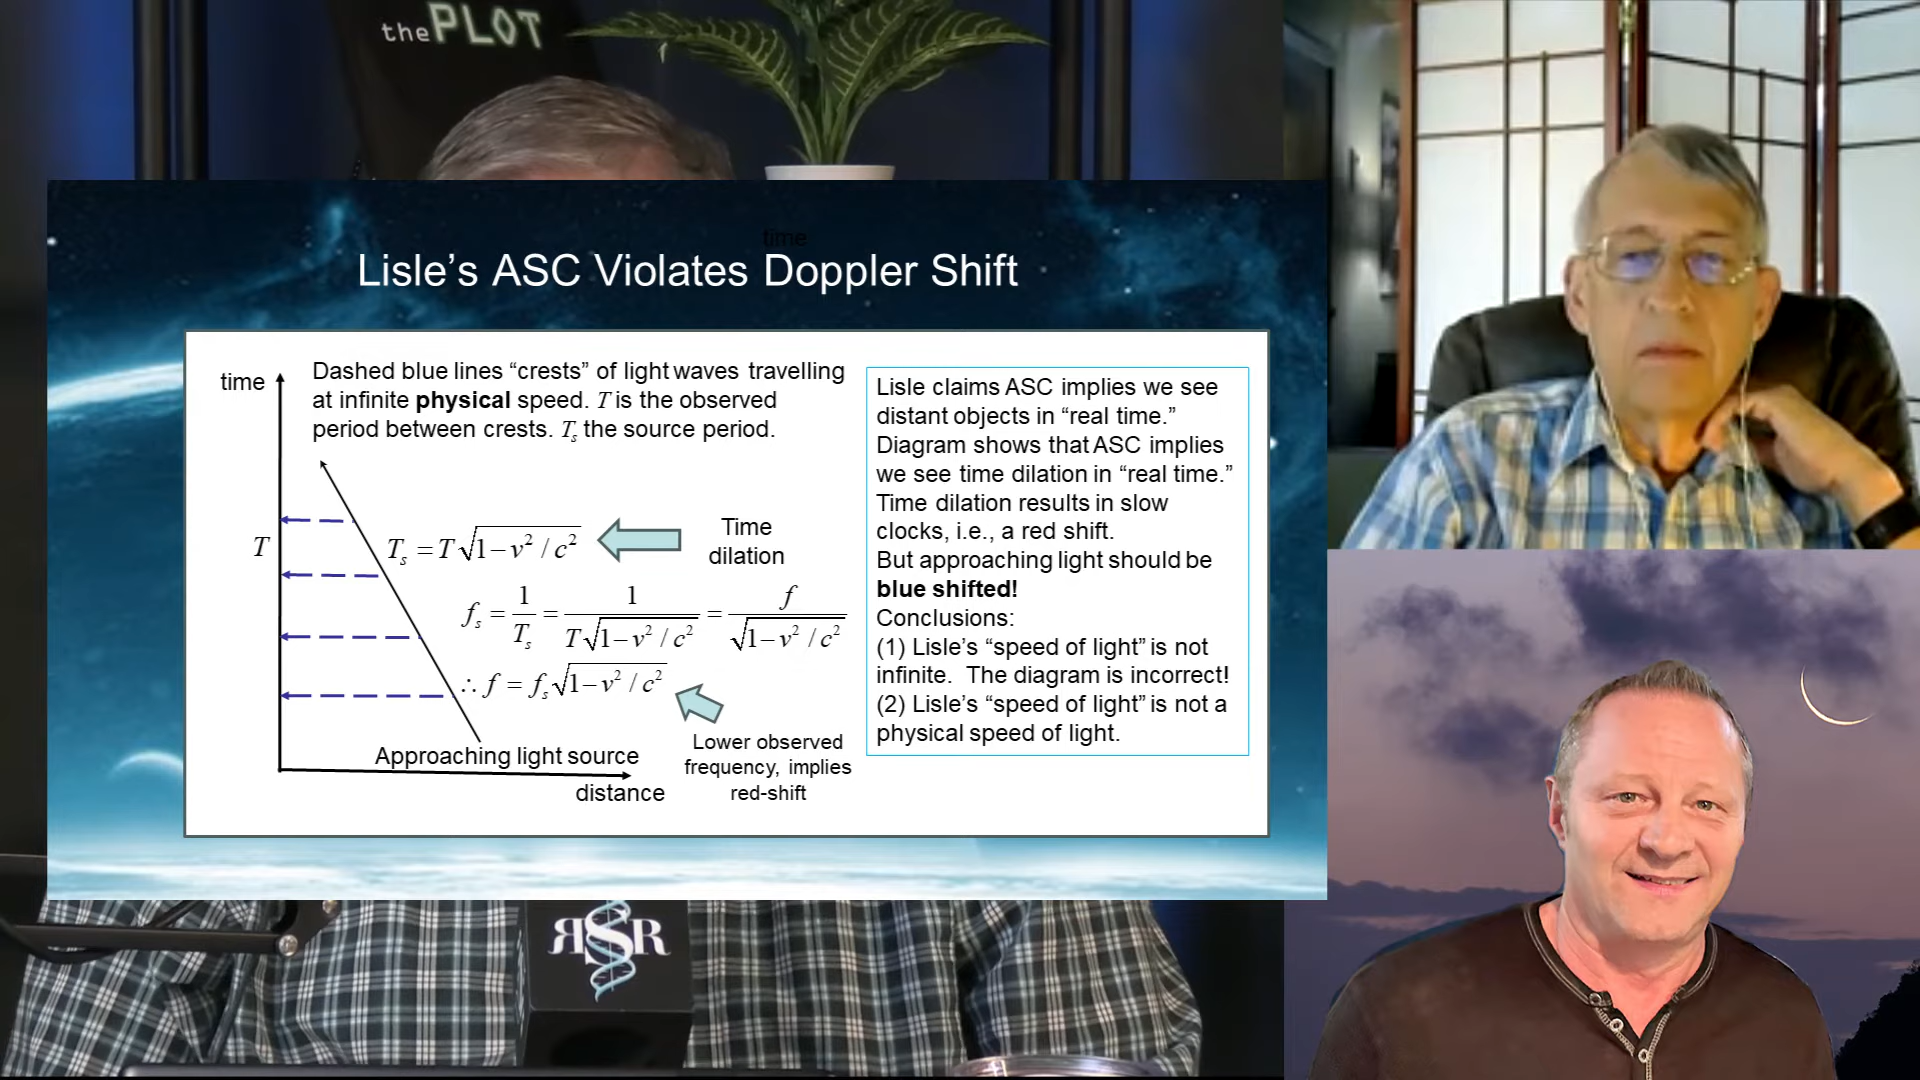 thePLOT
time
Lisle’s ASC Violates Doppler Shift
time
Dashed blue lines “crests” of light waves travelling
at infinite physical speed. T is the observed
period between crests. Tₛ the source period.
T
Tₛ = T√1−v² / c²
Time
dilation
fₛ = 1/Tₛ = 1/(T√1−v² / c²) = f/√1−v² / c²
∴ f = fₛ√1−v² / c²
Lower observed
frequency, implies
red-shift
Approaching light source
distance
Lisle claims ASC implies we see
distant objects in “real time.”
Diagram shows that ASC implies
we see time dilation in “real time.”
Time dilation results in slow
clocks, i.e., a red shift.
But approaching light should be
blue shifted!
Conclusions:
(1) Lisle’s “speed of light” is not
infinite. The diagram is incorrect!
(2) Lisle’s “speed of light” is not a
physical speed of light.
RSR